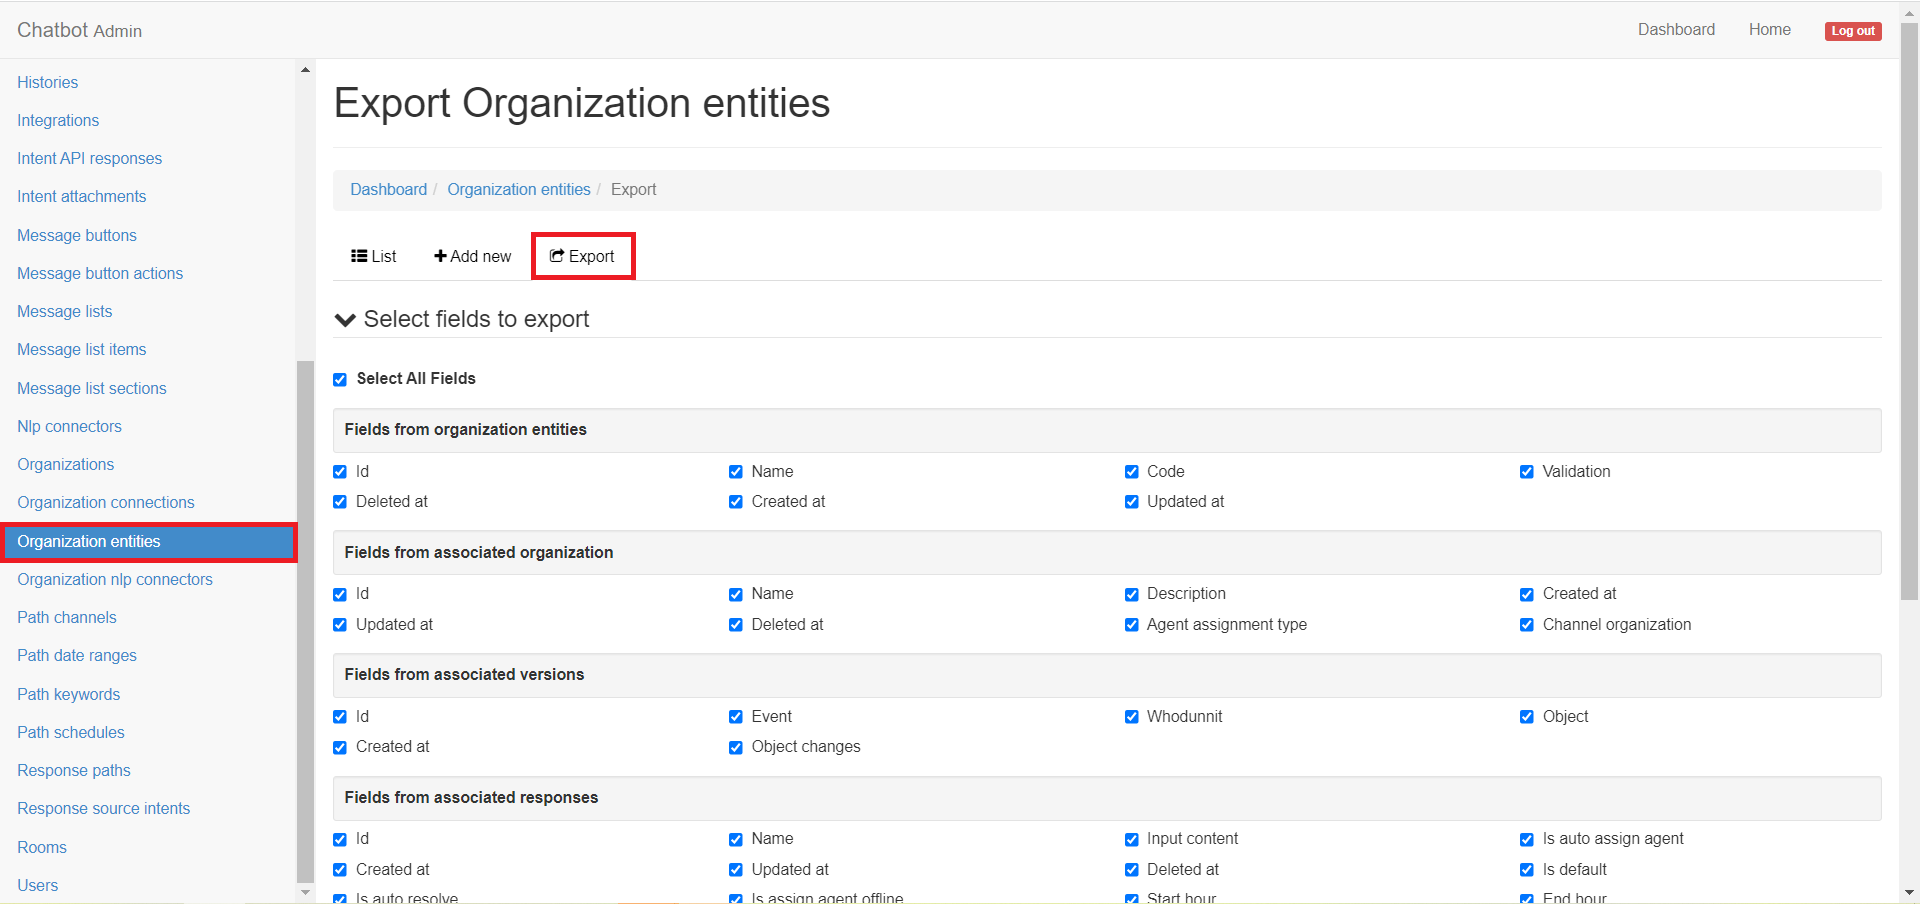 Chatbot Admin
Dashboard Home Log out
Histories
Integrations
Intent API responses
Intent attachments
Message buttons
Message button actions
Message lists
Message list items
Message list sections
Nlp connectors
Organizations
Organization connections
Organization entities
Organization nlp connectors
Path channels
Path date ranges
Path keywords
Path schedules
Response paths
Response source intents
Rooms
Users
Export Organization entities
Dashboard / Organization entities / Export
List Add new Export
Select fields to export
Select All Fields
Fields from organization entities
Id Name Code Validation
Deleted at Created at Updated at
Fields from associated organization
Id Name Description Created at
Updated at Deleted at Agent assignment type Channel organization
Fields from associated versions
Id Event Whodunnit Object
Created at Object changes
Fields from associated responses
Id Name Input content Is auto assign agent
Created at Updated at Deleted at Is default
Is auto resolve Is assign agent offline Start hour End hour